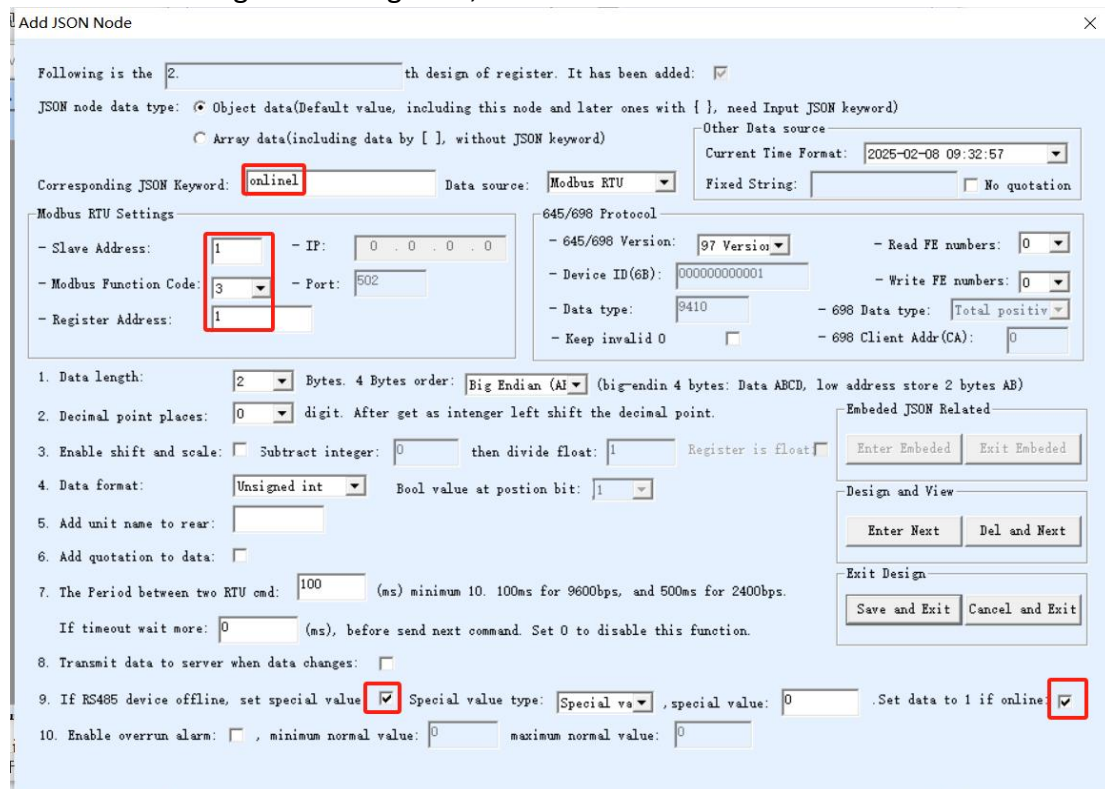 Add JSON Node
Following is the 2. th design of register. It has been added:
JSON node data type: Object data(Default value, including this node and later ones with { }, need Input JSON keyword)
Array data(including data by [ ], without JSON keyword)
Other Data source
Current Time Format: 2025-02-08 09:32:57
Corresponding JSON Keyword: online1 Data source: Modbus RTU Fixed String: No quotation
Modbus RTU Settings
- Slave Address: 1 - IP: 0 . 0 . 0 . 0
- Modbus Function Code: 3 - Port: 502
- Register Address: 1
645/698 Protocol
- 645/698 Version: 97 Version - Read FE numbers: 0
- Device ID(6B): 000000000001 - Write FE numbers: 0
- Data type: 9410 - 698 Data type: Total positiv
- Keep invalid 0 - 698 Client Addr(CA): 0
1. Data length: 2 Bytes. 4 Bytes order: Big Endian (AB (big-endin 4 bytes: Data ABCD, low address store 2 bytes AB)
2. Decimal point places: 0 digit. After get as intenger left shift the decimal point.
3. Enable shift and scale: Subtract integer: 0 then divide float: 1 Register is float
4. Data format: Unsigned int Bool value at postion bit: 1
5. Add unit name to rear:
6. Add quotation to data:
7. The Period between two RTU cmd: 100 (ms) minimum 10. 100ms for 9600bps, and 500ms for 2400bps.
If timeout wait more: 0 (ms), before send next command. Set 0 to disable this function.
8. Transmit data to server when data changes:
9. If RS485 device offline, set special value Special value type: Special va , special value: 0 .Set data to 1 if online:
10. Enable overrun alarm: , minimum normal value: 0 maximum normal value: 0
Embeded JSON Related
Enter Embeded Exit Embeded
Design and View
Enter Next Del and Next
Exit Design
Save and Exit Cancel and Exit